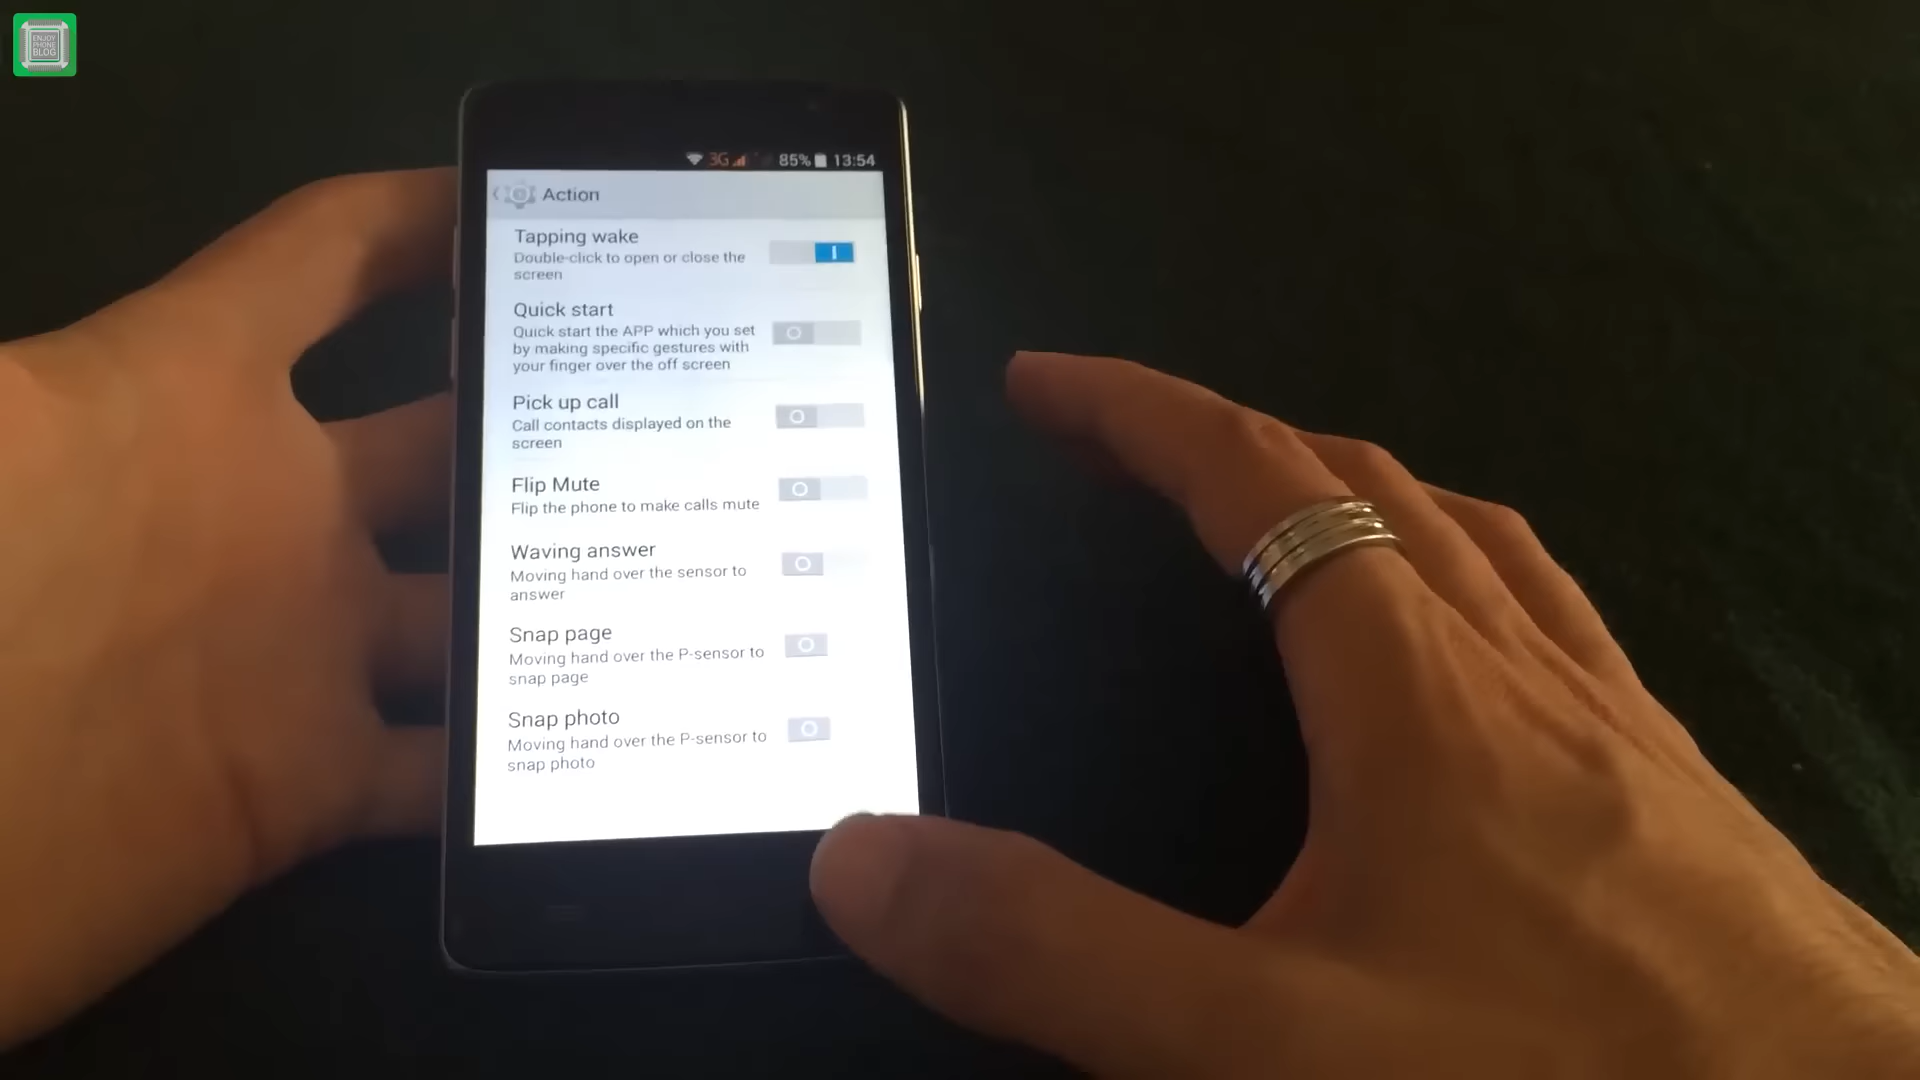 ENJOY
PHONE
BLOG
3G 85% 13:54
Action
Tapping wake
Double-click to open or close the
screen
Quick start
Quick start the APP which you set
by making specific gestures with
your finger over the off screen
Pick up call
Call contacts displayed on the
screen
Flip Mute
Flip the phone to make calls mute
Waving answer
Moving hand over the sensor to
answer
Snap page
Moving hand over the P-sensor to
snap page
Snap photo
Moving hand over the P-sensor to
snap photo